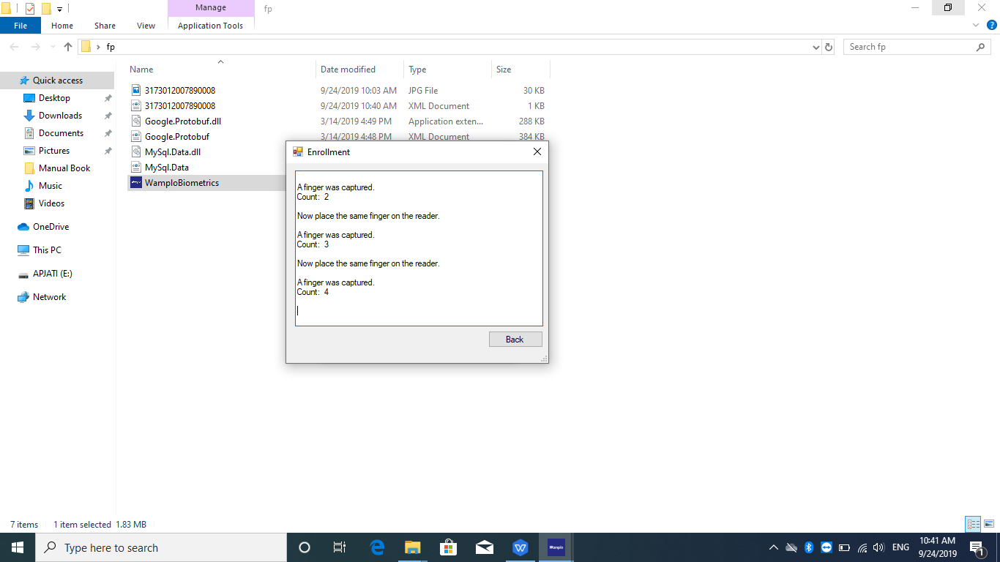 Manage
fp
File
Home
Share
View
Application Tools
fp
Search fp
Name
Date modified
Type
Size
Quick access
Desktop
Downloads
Documents
Pictures
Manual Book
Music
Videos
OneDrive
This PC
APJATI (E:)
Network
3173012007890008 9/24/2019 10:03 AM JPG File 30 KB
3173012007890008 9/24/2019 10:40 AM XML Document 1 KB
Google.Protobuf.dll 3/14/2019 4:49 PM Application exten... 288 KB
Google.Protobuf 3/14/2019 4:48 PM XML Document 384 KB
MySql.Data.dll
MySql.Data
WamploBiometrics
Enrollment
A finger was captured.
Count: 2
Now place the same finger on the reader.
A finger was captured.
Count: 3
Now place the same finger on the reader.
A finger was captured.
Count: 4
Back
7 items
1 item selected 1.83 MB
Type here to search
Wamplo
ENG
10:41 AM
9/24/2019
1